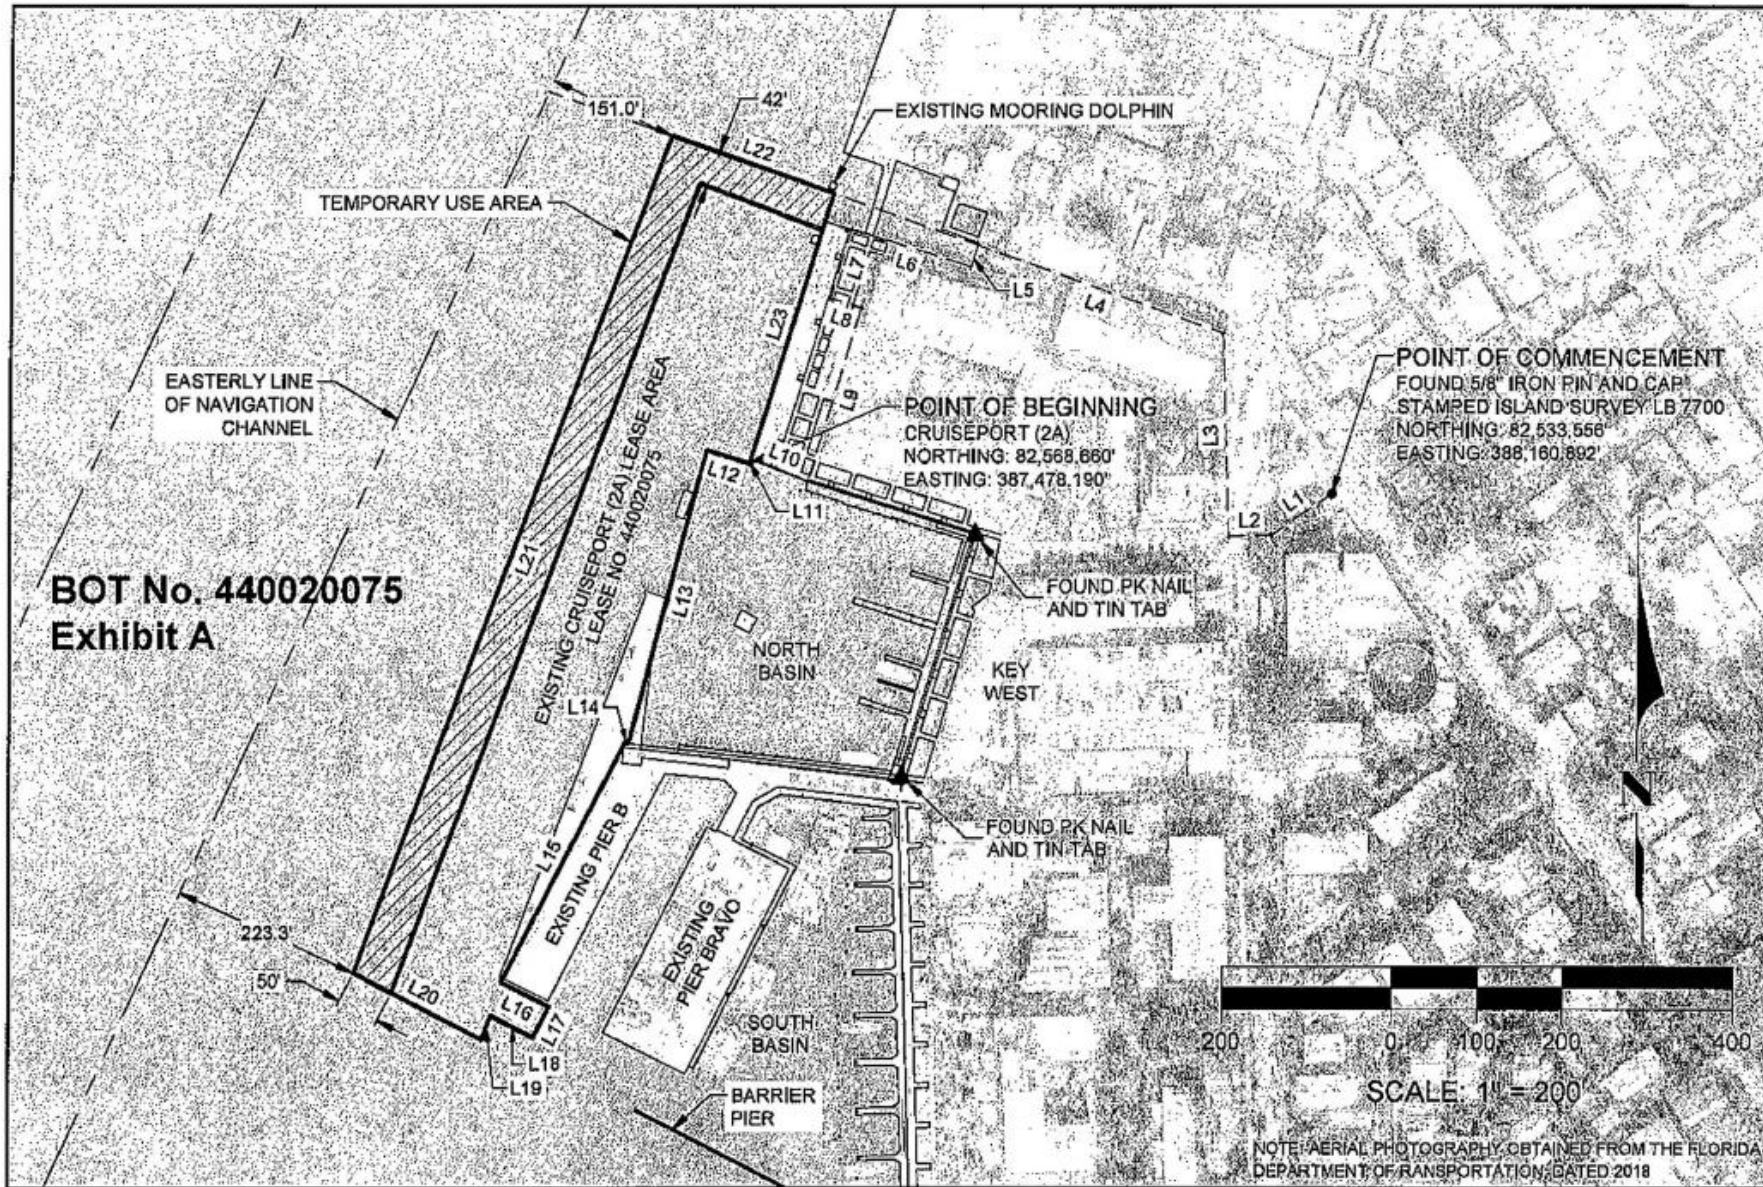 151.0'
42'
L22
EXISTING MOORING DOLPHIN
TEMPORARY USE AREA
L7
L6
L5
L4
L8
L23
L9
L3
EASTERLY LINE
OF NAVIGATION
CHANNEL
POINT OF COMMENCEMENT
FOUND 5/8" IRON PIN AND CAP
STAMPED ISLAND SURVEY LB 7700
NORTHING: 82,533,556'
EASTING: 388,160,892'
POINT OF BEGINNING
CRUISEPORT (2A)
NORTHING: 82,568,660'
EASTING: 387,478,190'
L10
L12
L11
L2
L1
EXISTING CRUISEPORT (2A) LEASE AREA
LEASE NO. 440020075
L21
L13
BOT No. 440020075
Exhibit A
FOUND PK NAIL
AND TIN TAB
NORTH
BASIN
KEY
WEST
L14
N
FOUND PK NAIL
AND TIN TAB
L15
EXISTING PIER B
EXISTING
PIER BRAVO
223.3'
50'
L20
L16
L17
L18
L19
SOUTH
BASIN
BARRIER
PIER
200 0 100 200 400
SCALE: 1" = 200'
NOTE: AERIAL PHOTOGRAPHY OBTAINED FROM THE FLORIDA
DEPARTMENT OF RANSPORTATION, DATED 2018